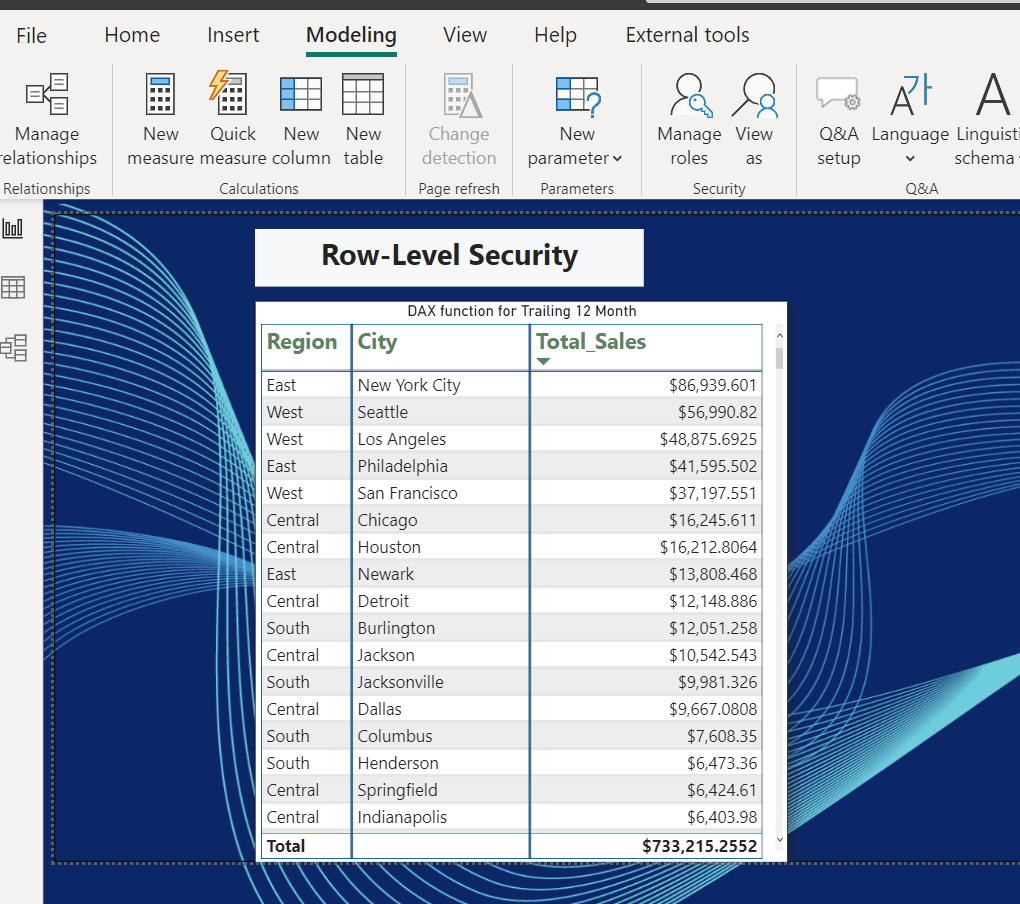 File Home Insert Modeling View Help External tools
Manage relationships
New measure
Quick measure
New column
New table
Change detection
New parameter
Manage roles
View as
Q&A setup
Language
Linguisti
schema
Relationships Calculations Page refresh Parameters Security Q&A
Row-Level Security
DAX function for Trailing 12 Month
Region City Total_Sales
East New York City $86,939.601
West Seattle $56,990.82
West Los Angeles $48,875.6925
East Philadelphia $41,595.502
West San Francisco $37,197.551
Central Chicago $16,245.611
Central Houston $16,212.8064
East Newark $13,808.468
Central Detroit $12,148.886
South Burlington $12,051.258
Central Jackson $10,542.543
South Jacksonville $9,981.326
Central Dallas $9,667.0808
South Columbus $7,608.35
South Henderson $6,473.36
Central Springfield $6,424.61
Central Indianapolis $6,403.98
Total $733,215.2552